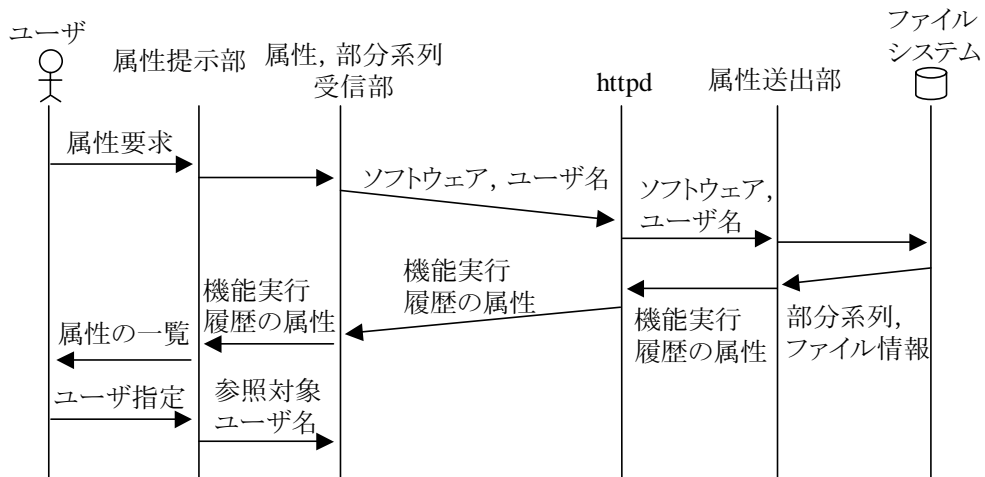 ユーザ
属性提示部
属性, 部分系列
受信部
httpd
属性送出部
ファイル
システム
属性要求
ソフトウェア, ユーザ名
ソフトウェア,
ユーザ名
機能実行
履歴の属性
機能実行
履歴の属性
機能実行
履歴の属性
部分系列,
ファイル情報
属性の一覧
ユーザ指定
参照対象
ユーザ名